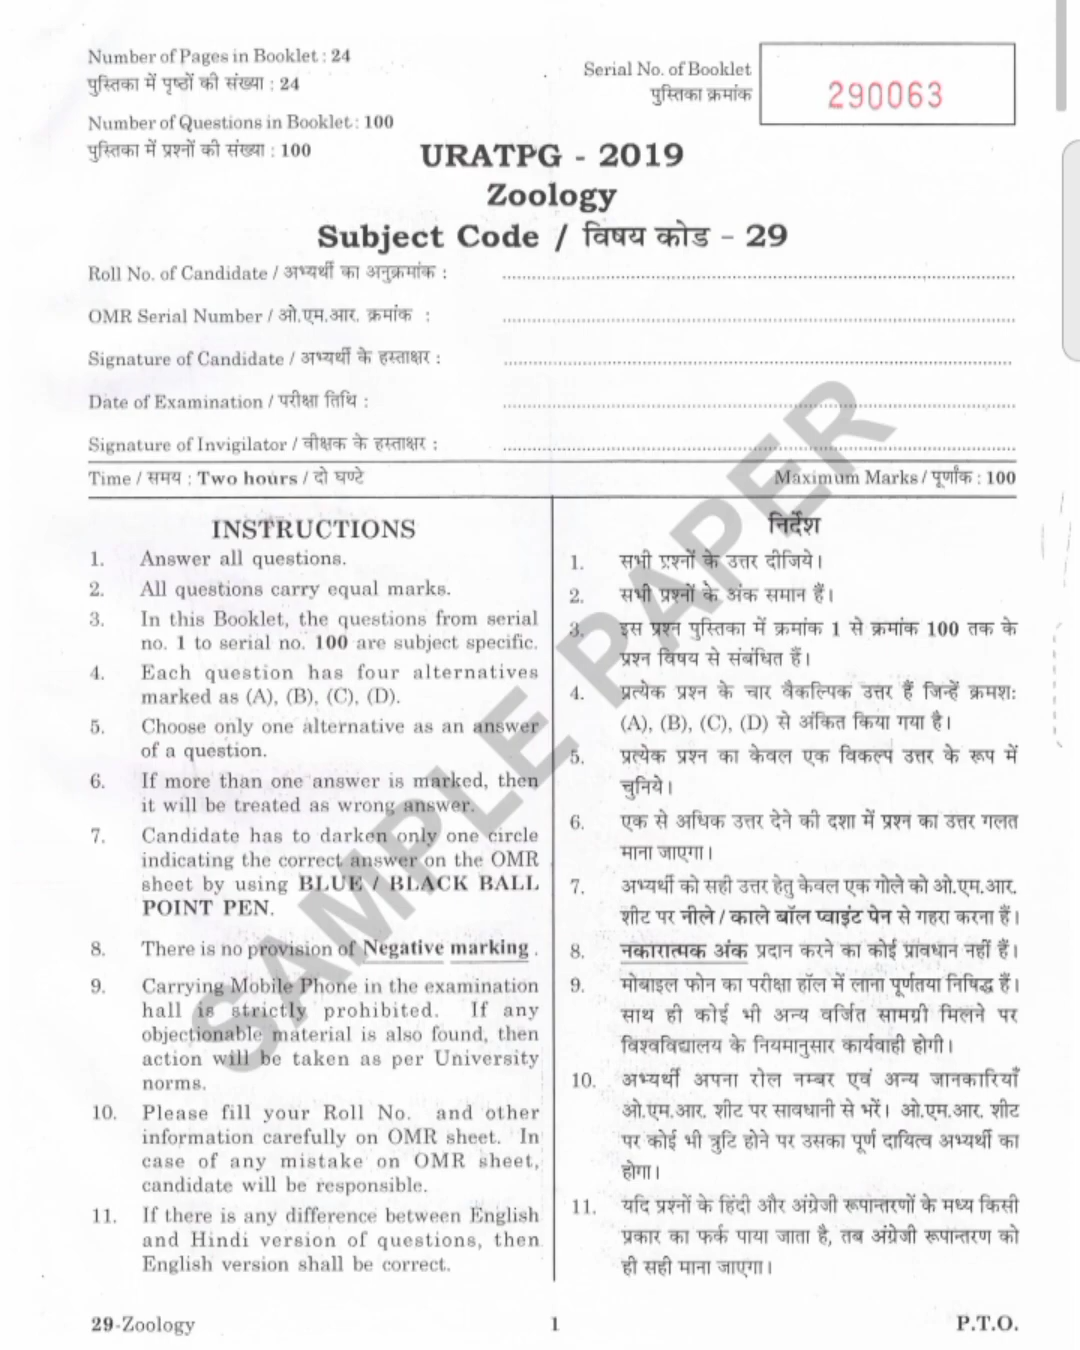 Number of Pages in Booklet : 24
पुस्तिका में पृष्ठों की संख्या : 24
Number of Questions in Booklet : 100
पुस्तिका में प्रश्नों की संख्या : 100
Serial No. of Booklet
पुस्तिका क्रमांक
290063
URATPG - 2019
Zoology
Subject Code / विषय कोड - 29
Roll No. of Candidate / अभ्यर्थी का अनुक्रमांक :
OMR Serial Number / ओ.एम.आर. क्रमांक :
Signature of Candidate / अभ्यर्थी के हस्ताक्षर :
Date of Examination / परीक्षा तिथि :
Signature of Invigilator / वीक्षक के हस्ताक्षर :
Time / समय : Two hours / दो घण्टे
Maximum Marks / पूर्णांक : 100
INSTRUCTIONS
1. Answer all questions.
2. All questions carry equal marks.
3. In this Booklet, the questions from serial
no. 1 to serial no. 100 are subject specific.
4. Each question has four alternatives
marked as (A), (B), (C), (D).
5. Choose only one alternative as an answer
of a question.
6. If more than one answer is marked, then
it will be treated as wrong answer.
7. Candidate has to darken only one circle
indicating the correct answer on the OMR
sheet by using BLUE / BLACK BALL
POINT PEN.
8. There is no provision of Negative marking .
9. Carrying Mobile Phone in the examination
hall is strictly prohibited. If any
objectionable material is also found, then
action will be taken as per University
norms.
10. Please fill your Roll No. and other
information carefully on OMR sheet. In
case of any mistake on OMR sheet,
candidate will be responsible.
11. If there is any difference between English
and Hindi version of questions, then
English version shall be correct.
निर्देश
1. सभी प्रश्नों के उत्तर दीजिये।
2. सभी प्रश्नों के अंक समान हैं।
3. इस प्रश्न पुस्तिका में क्रमांक 1 से क्रमांक 100 तक के
प्रश्न विषय से संबंधित हैं।
4. प्रत्येक प्रश्न के चार वैकल्पिक उत्तर हैं जिन्हें क्रमशः
(A), (B), (C), (D) से अंकित किया गया है।
5. प्रत्येक प्रश्न का केवल एक विकल्प उत्तर के रूप में
चुनिये।
6. एक से अधिक उत्तर देने की दशा में प्रश्न का उत्तर गलत
माना जाएगा।
7. अभ्यर्थी को सही उत्तर हेतु केवल एक गोले को ओ.एम.आर.
शीट पर नीले / काले बॉल प्वाइंट पेन से गहरा करना हैं।
8. नकारात्मक अंक प्रदान करने का कोई प्रावधान नहीं हैं।
9. मोबाइल फोन का परीक्षा हॉल में लाना पूर्णतया निषिद्ध हैं।
साथ ही कोई भी अन्य वर्जित सामग्री मिलने पर
विश्वविद्यालय के नियमानुसार कार्यवाही होगी।
10. अभ्यर्थी अपना रोल नम्बर एवं अन्य जानकारियाँ
ओ.एम.आर. शीट पर सावधानी से भरें। ओ.एम.आर. शीट
पर कोई भी त्रुटि होने पर उसका पूर्ण दायित्व अभ्यर्थी का
होगा।
11. यदि प्रश्नों के हिंदी और अंग्रेजी रूपान्तरणों के मध्य किसी
प्रकार का फर्क पाया जाता है, तब अंग्रेजी रूपान्तरण को
ही सही माना जाएगा।
SAMPLE PAPER
29-Zoology
1
P.T.O.